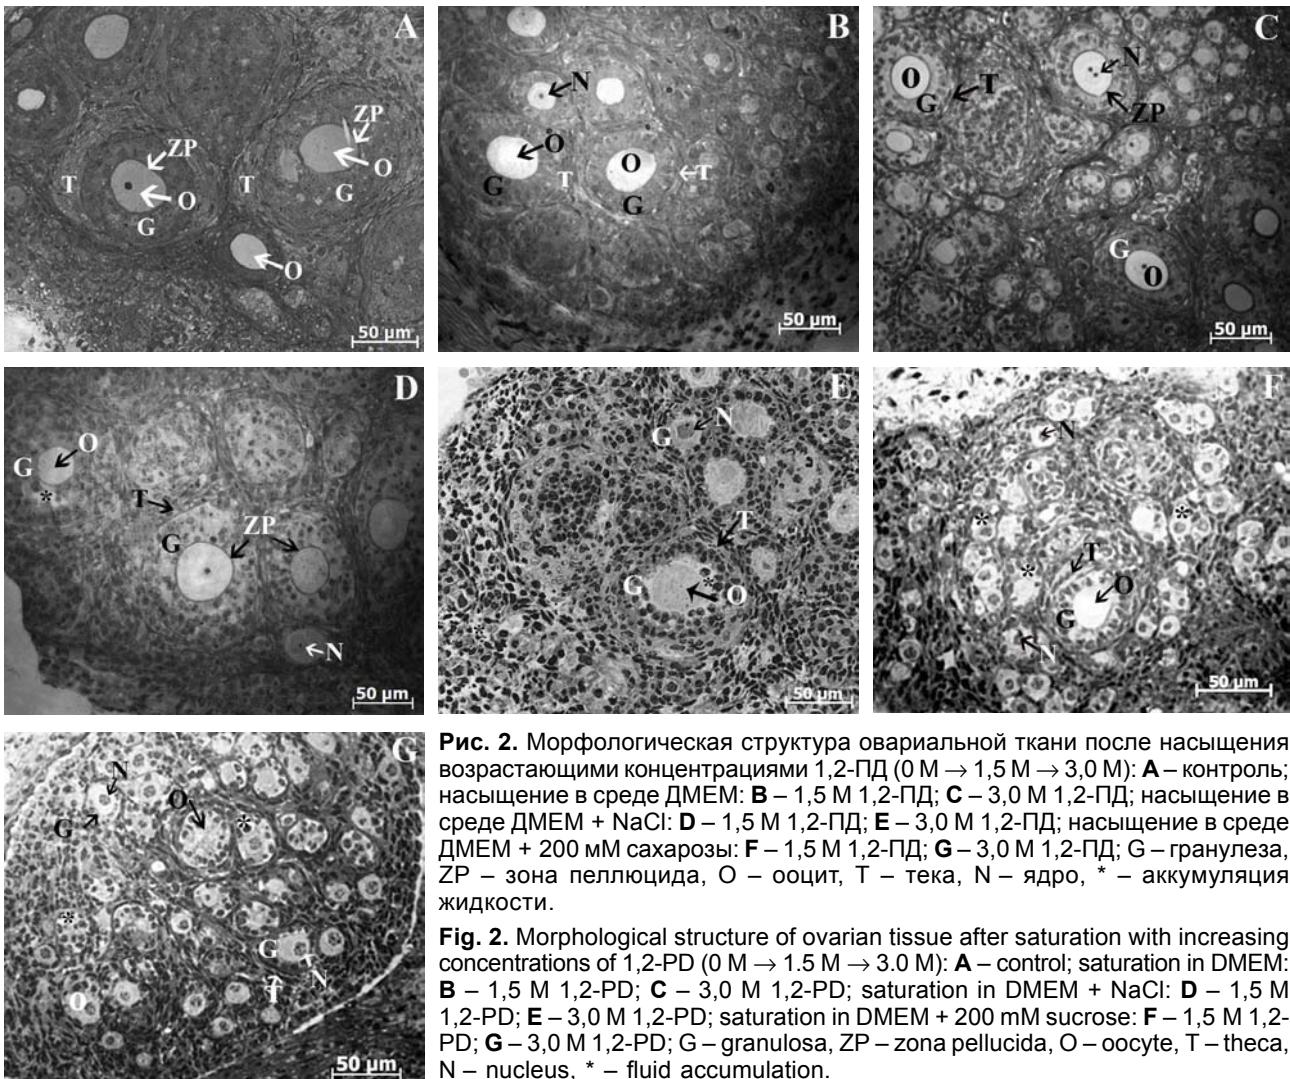 A
ZP
ZP
O
T
T
O
G
G
O
50 µm
B
N
O
O
T
T
G
G
50 µm
C
N
O
T
G
ZP
G
O
50 µm
D
O
G
*
T
ZP
G
N
50 µm
E
N
G
T
G
*
O
*
50 µm
F
N
*
*
T
*
O
G
N
50 µm
G
N
O
*
G
*
G
N
T
O
50 µm
Рис. 2. Морфологическая структура овариальной ткани после насыщения
возрастающими концентрациями 1,2-ПД (0 М → 1,5 М → 3,0 М): A – контроль;
насыщение в среде ДМЕМ: B – 1,5 М 1,2-ПД; C – 3,0 М 1,2-ПД; насыщение в
среде ДМЕМ + NaCl: D – 1,5 М 1,2-ПД; E – 3,0 М 1,2-ПД; насыщение в среде
ДМЕМ + 200 мМ сахарозы: F – 1,5 М 1,2-ПД; G – 3,0 М 1,2-ПД; G – гранулеза,
ZP – зона пеллюцида, O – ооцит, T – тека, N – ядро, * – аккумуляция
жидкости.
Fig. 2. Morphological structure of ovarian tissue after saturation with increasing
concentrations of 1,2-PD (0 M → 1.5 M → 3.0 M): A – control; saturation in DMEM:
B – 1,5 M 1,2-PD; C – 3,0 M 1,2-PD; saturation in DMEM + NaCl: D – 1,5 M
1,2-PD; E – 3,0 M 1,2-PD; saturation in DMEM + 200 mM sucrose: F – 1,5 M 1,2-
PD; G – 3,0 M 1,2-PD; G – granulosa, ZP – zona pellucida, O – oocyte, T – theca,
N – nucleus, * – fluid accumulation.